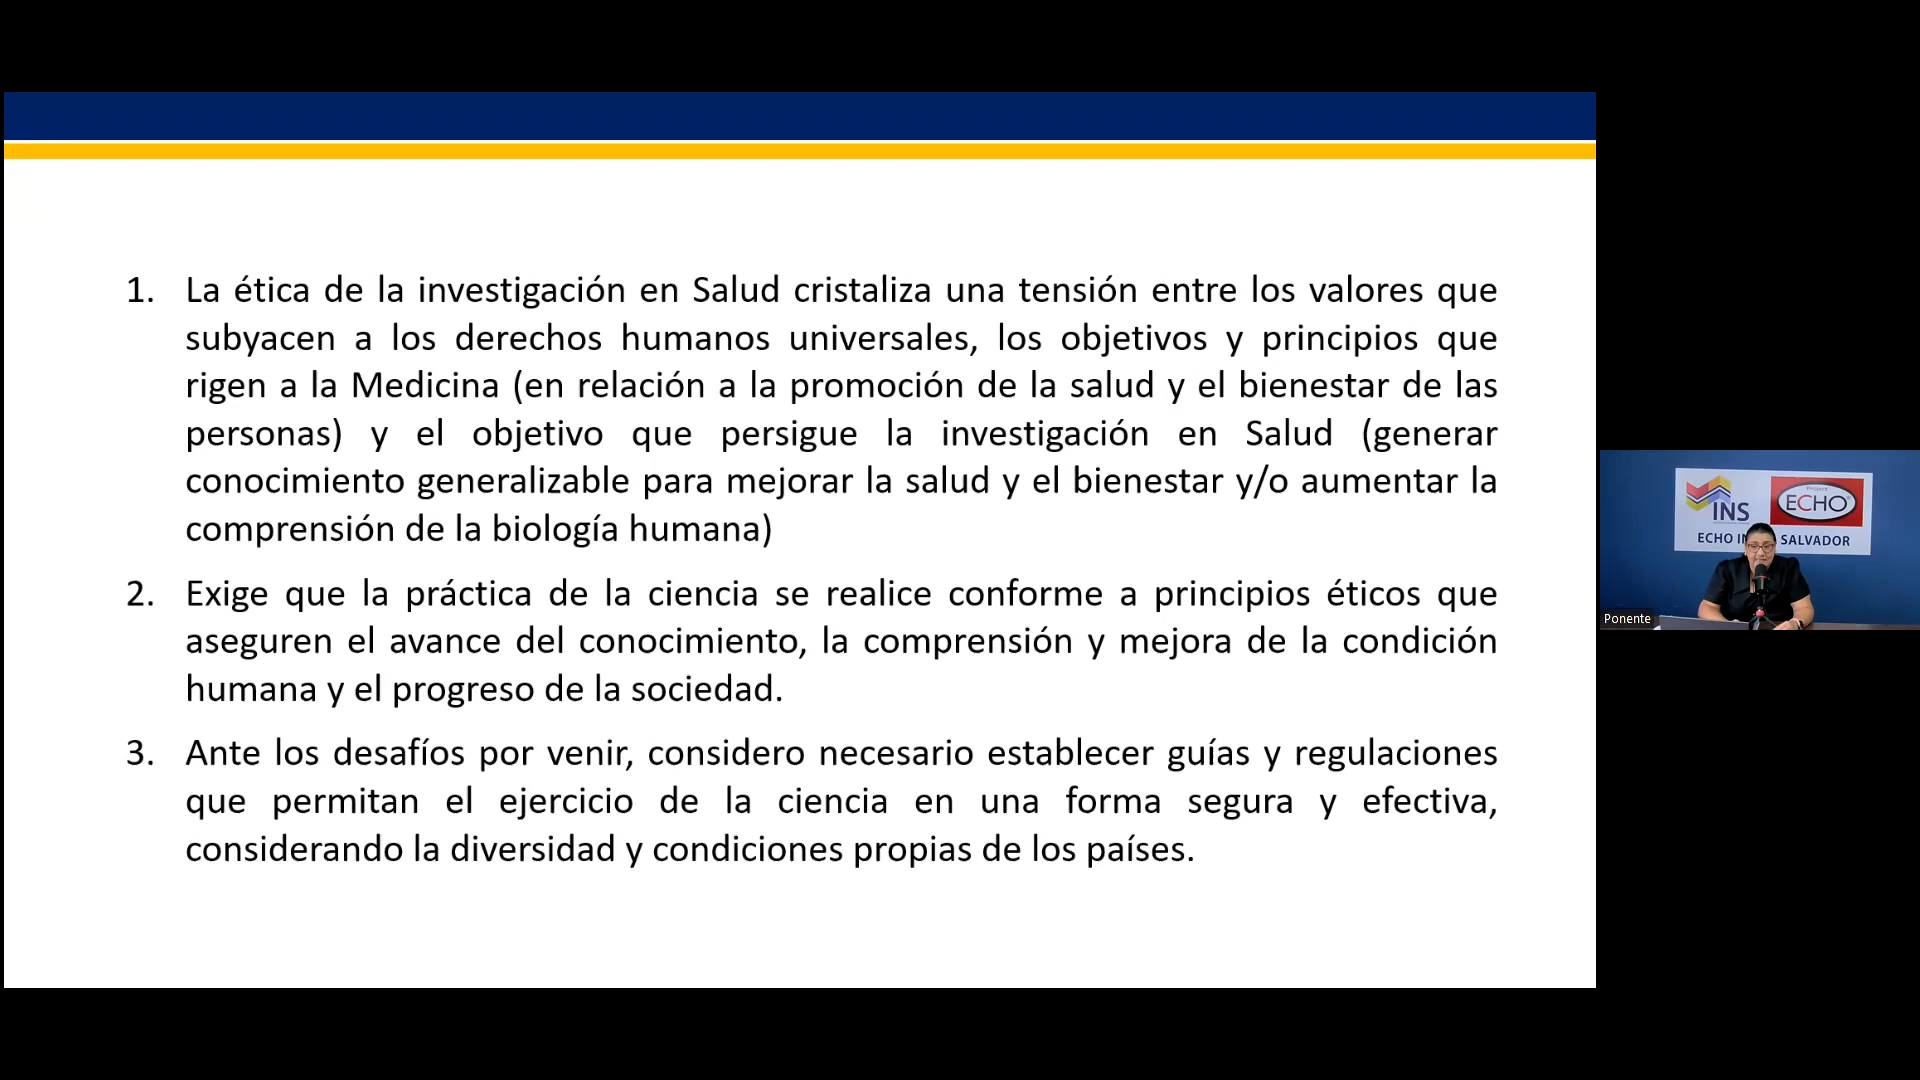 1. La ética de la investigación en Salud cristaliza una tensión entre los valores que
subyacen a los derechos humanos universales, los objetivos y principios que
rigen a la Medicina (en relación a la promoción de la salud y el bienestar de las
personas) y el objetivo que persigue la investigación en Salud (generar
conocimiento generalizable para mejorar la salud y el bienestar y/o aumentar la
comprensión de la biología humana)
2. Exige que la práctica de la ciencia se realice conforme a principios éticos que
aseguren el avance del conocimiento, la comprensión y mejora de la condición
humana y el progreso de la sociedad.
3. Ante los desafíos por venir, considero necesario establecer guías y regulaciones
que permitan el ejercicio de la ciencia en una forma segura y efectiva,
considerando la diversidad y condiciones propias de los países.
INS
Project
ECHO®
ECHO IN SALVADOR
Ponente